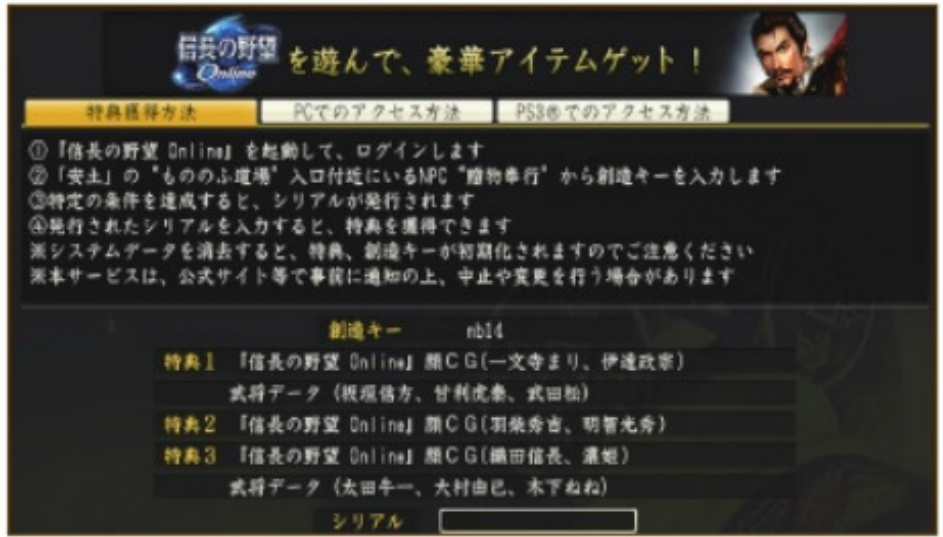 信長の野望
Online
を遊んで、豪華アイテムゲット！
特典獲得方法
PCでのアクセス方法
PS3®でのアクセス方法
①『信長の野望 Online』を起動して、ログインします
②「安土」の“もののふ道場”入口付近にいるNPC“贈物奉行”から創造キーを入力します
③特定の条件を達成すると、シリアルが発行されます
④発行されたシリアルを入力すると、特典を獲得できます
※システムデータを消去すると、特典、創造キーが初期化されますのでご注意ください
※本サービスは、公式サイト等で事前に通知の上、中止や変更を行う場合があります
創造キー nb14
特典１ 『信長の野望 Online』顔ＣＧ(一文寺まり、伊達政宗)
武将データ (板垣信方、甘利虎泰、武田松)
特典２ 『信長の野望 Online』顔ＣＧ(羽柴秀吉、明智光秀)
特典３ 『信長の野望 Online』顔ＣＧ(織田信長、濃姫)
武将データ (太田牛一、大村由己、木下ねね)
シリアル